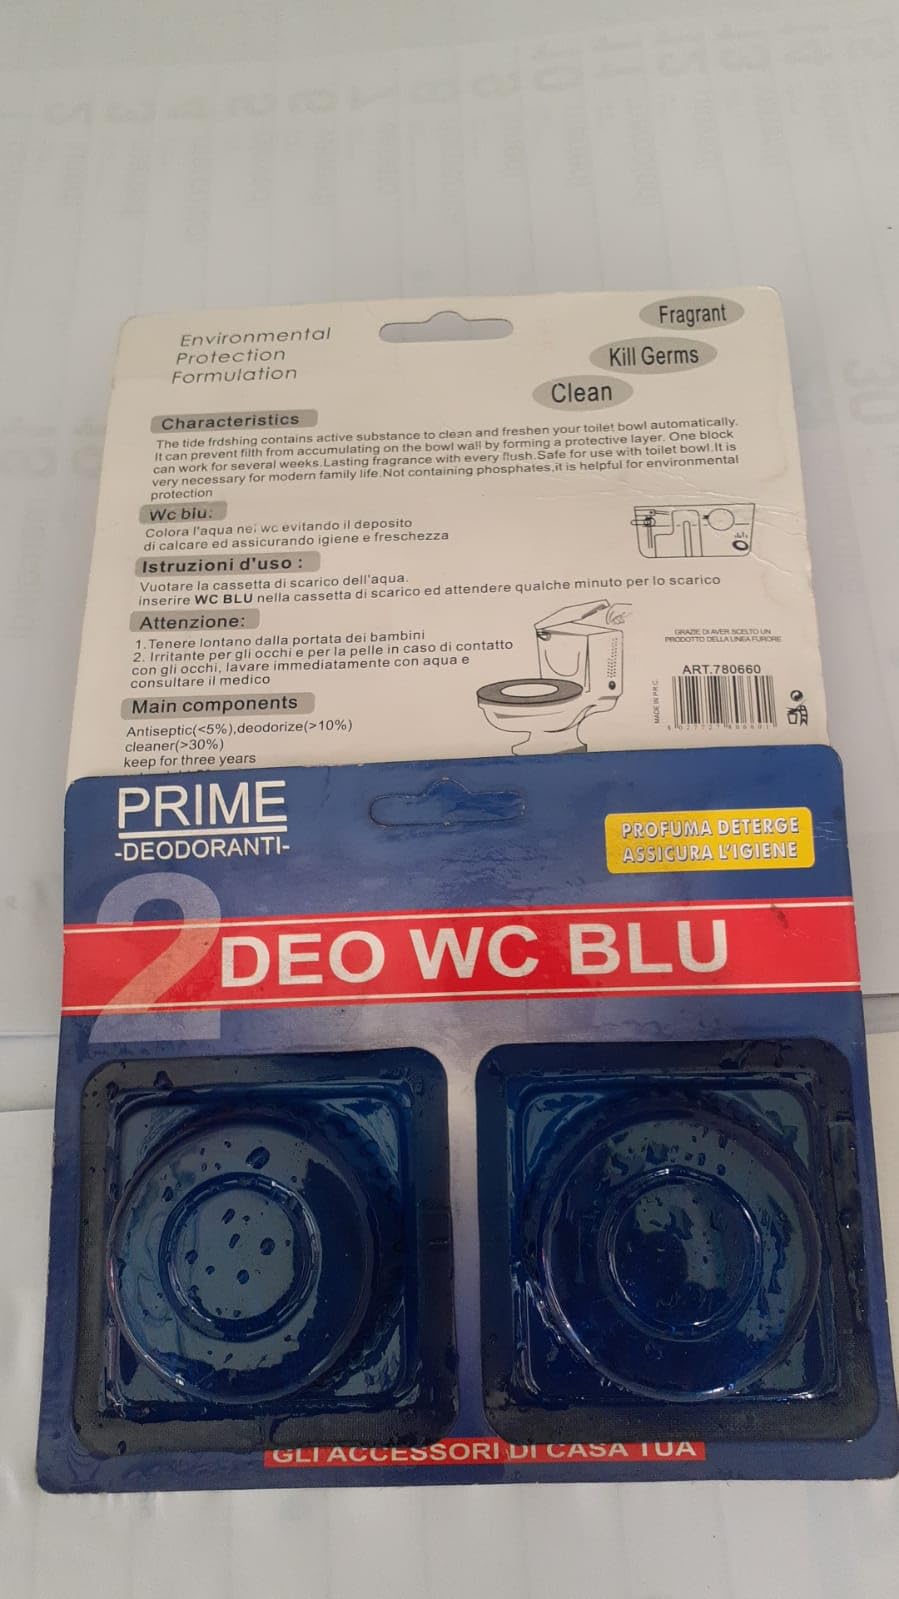 Environmental
Protection
Formulation
Fragrant
Kill Germs
Clean
Characteristics
The tide frdshing contains active substance to clean and freshen your toilet bowl automatically.
It can prevent filth from accumulating on the bowl wall by forming a protective layer. One block
can work for several weeks.Lasting fragrance with every flush.Safe for use with toilet bowl.It is
very necessary for modern family life.Not containing phosphates,it is helpful for environmental
protection
Wc blu:
Colora l'aqua nei wc evitando il deposito
di calcare ed assicurando igiene e freschezza
Istruzioni d'uso :
Vuotare la cassetta di scarico dell'aqua.
inserire WC BLU nella cassetta di scarico ed attendere qualche minuto per lo scarico
Attenzione:
1.Tenere lontano dalla portata dei bambini
2. Irritante per gli occhi e per la pelle in caso di contatto
con gli occhi, lavare immediatamente con aqua e
consultare il medico
GRAZIE DI AVER SCELTO UN
PRODOTTO DELLA LINEA FURORE
ART.780660
MADE IN P.R.C.
Main components
Antiseptic(<5%),deodorize(>10%)
cleaner(>30%)
keep for three years
PRIME
-DEODORANTI-
PROFUMA DETERGE
ASSICURA L'IGIENE
2 DEO WC BLU
GLI ACCESSORI DI CASA TUA